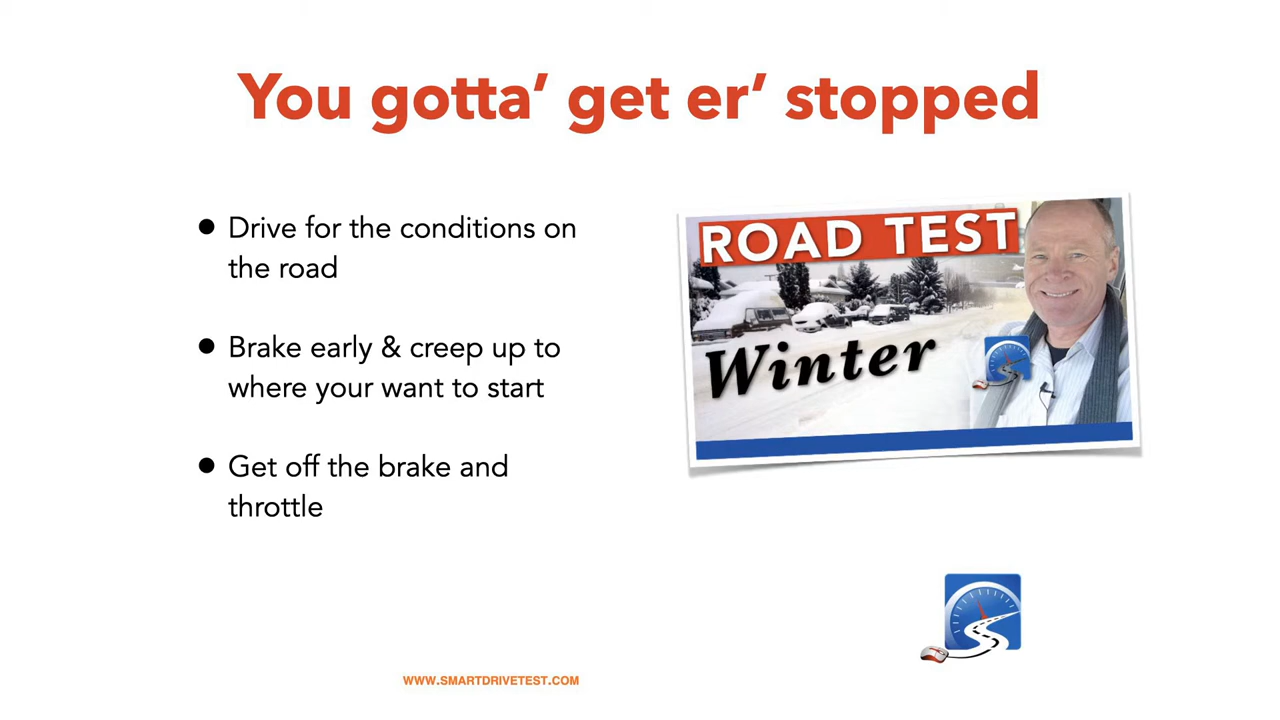 You gotta’ get er’ stopped
● Drive for the conditions on
the road
● Brake early & creep up to
where your want to start
● Get off the brake and
throttle
ROAD TEST
Winter
WWW.SMARTDRIVETEST.COM